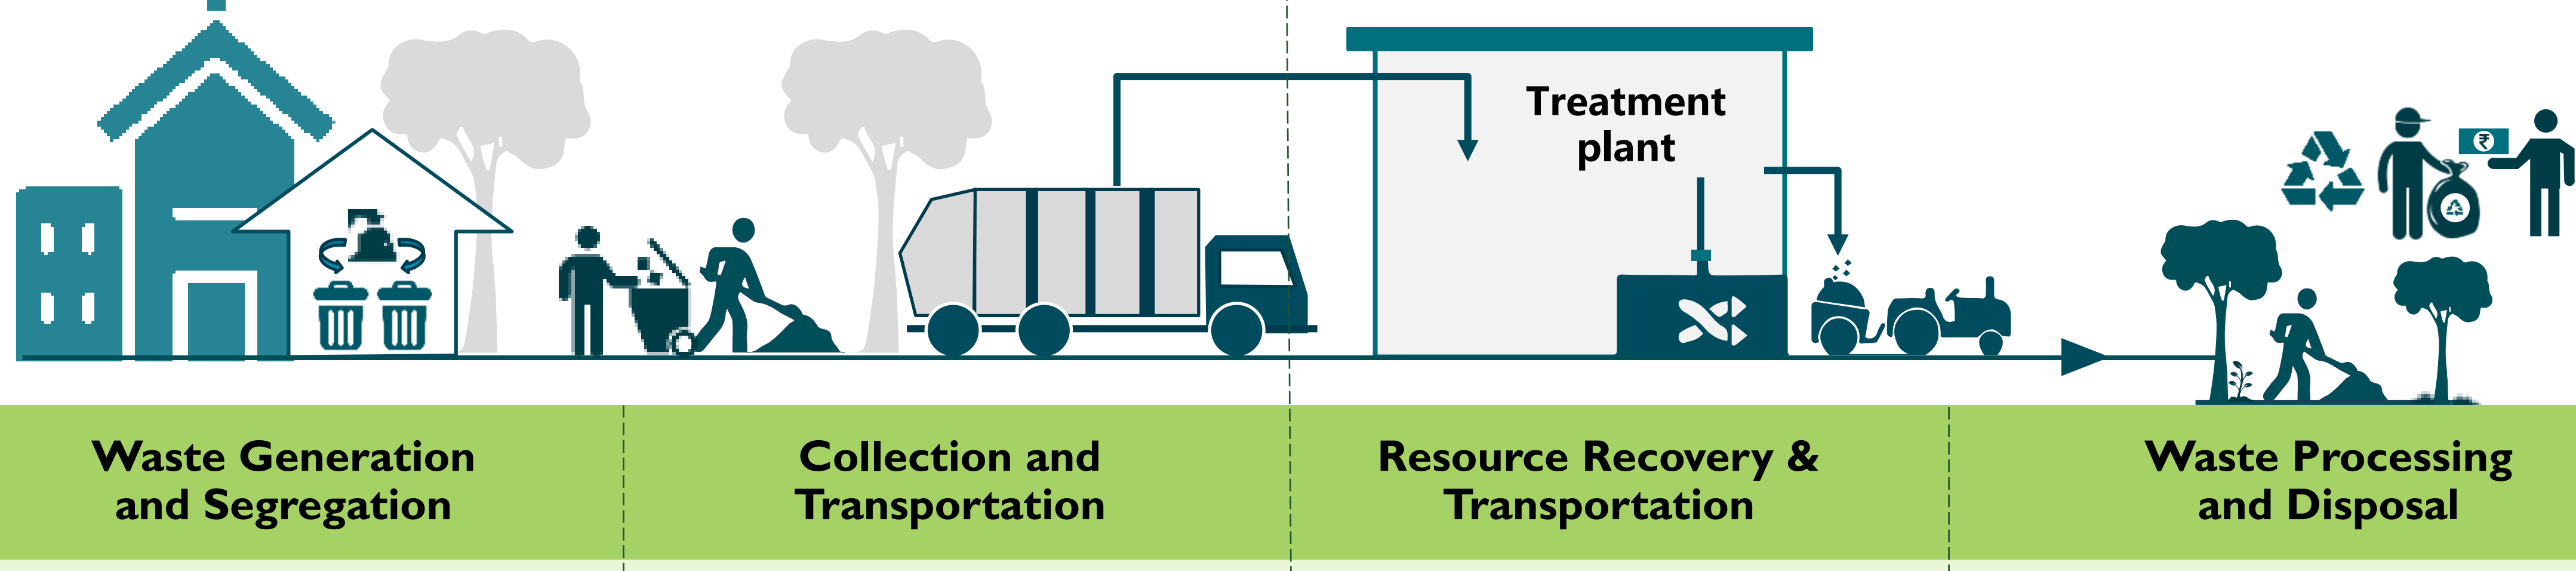 Treatment
plant
₹
Waste Generation
and Segregation
Collection and
Transportation
Resource Recovery &
Transportation
Waste Processing
and Disposal